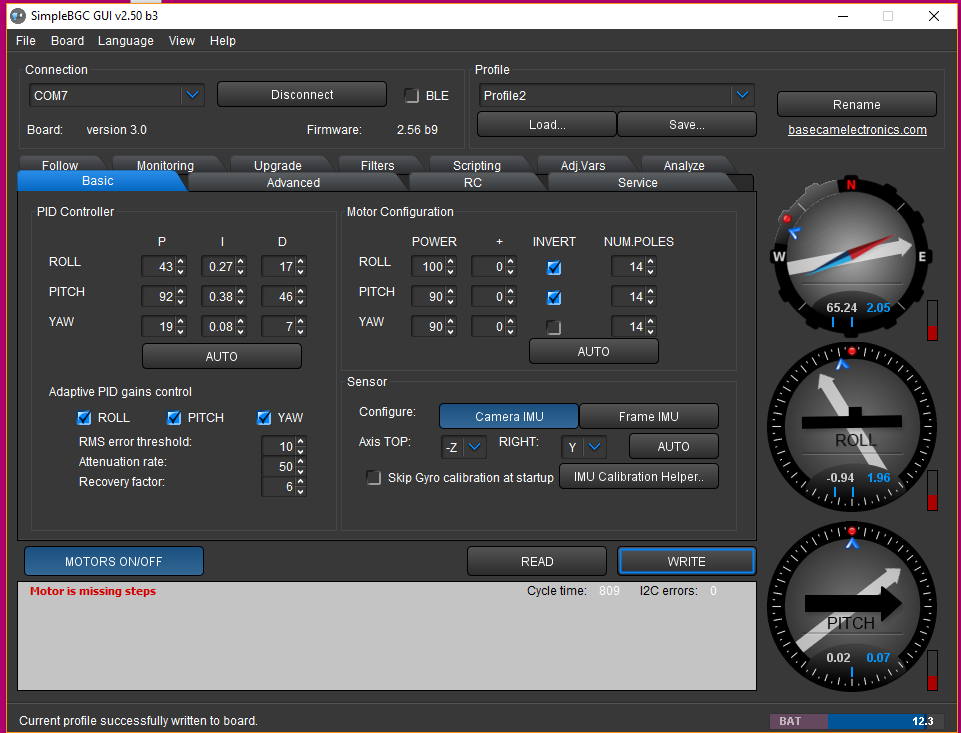 SimpleBGC GUI v2.50 b3
File Board Language View Help
Connection
COM7 Disconnect BLE
Board: version 3.0 Firmware: 2.56 b9
Profile
Profile2 Rename
Load... Save... basecamelectronics.com
Follow Monitoring Upgrade Filters Scripting Adj.Vars Analyze
Basic Advanced RC Service
PID Controller
P I D
ROLL 43 0.27 17
PITCH 92 0.38 46
YAW 19 0.08 7
AUTO
Adaptive PID gains control
ROLL PITCH YAW
RMS error threshold: 10
Attenuation rate: 50
Recovery factor: 6
Motor Configuration
POWER + INVERT NUM.POLES
ROLL 100 0 14
PITCH 90 0 14
YAW 90 0 14
AUTO
Sensor
Configure: Camera IMU Frame IMU
Axis TOP: -Z RIGHT: Y AUTO
Skip Gyro calibration at startup IMU Calibration Helper..
N
W E
65.24 2.05
ROLL
-0.94 1.96
PITCH
0.02 0.07
MOTORS ON/OFF READ WRITE
Motor is missing steps Cycle time: 809 I2C errors: 0
Current profile successfully written to board. BAT 12.3